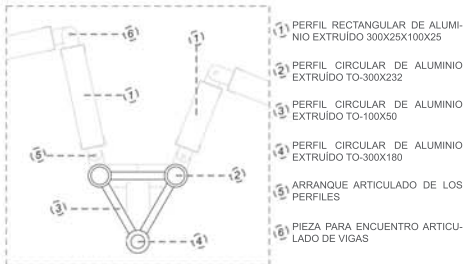 6
1
1
5
2
3
4
1 PERFIL RECTANGULAR DE ALUMI-
NIO EXTRUÍDO 300X25X100X25
2 PERFIL CIRCULAR DE ALUMINIO
EXTRUÍDO TO-300X232
3 PERFIL CIRCULAR DE ALUMINIO
EXTRUÍDO TO-100X50
4 PERFIL CIRCULAR DE ALUMINIO
EXTRUÍDO TO-300X180
5 ARRANQUE ARTICULADO DE LOS
PERFILES
6 PIEZA PARA ENCUENTRO ARTICU-
LADO DE VIGAS